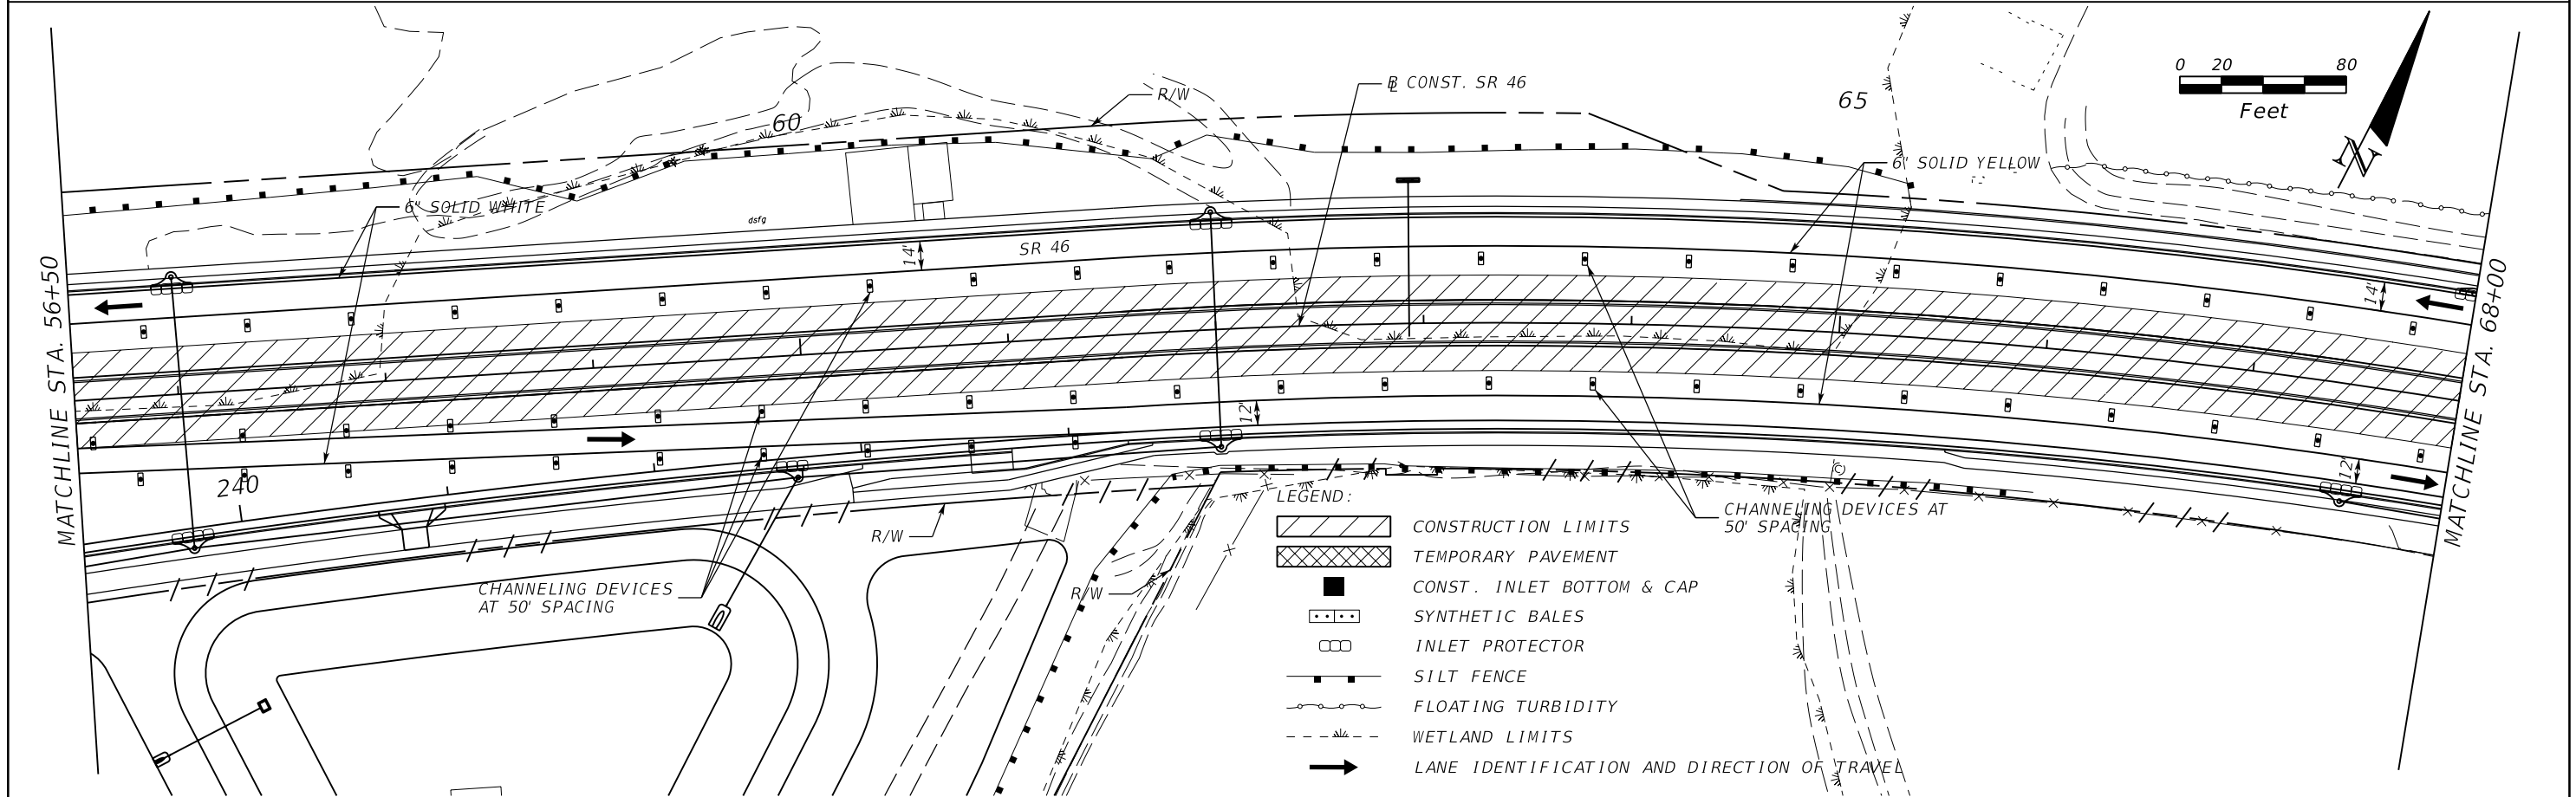 R/W
B CONST. SR 46
L
65
0 20 80
Feet
N
60
6" SOLID WHITE
6" SOLID YELLOW
dsfg
SR 46
14'
14'
MATCHLINE STA. 56+50
MATCHLINE STA. 68+00
12'
12'
240
R/W
CHANNELING DEVICES
AT 50' SPACING
R/W
CHANNELING DEVICES AT
50' SPACING
LEGEND:
CONSTRUCTION LIMITS
TEMPORARY PAVEMENT
CONST. INLET BOTTOM & CAP
SYNTHETIC BALES
INLET PROTECTOR
SILT FENCE
FLOATING TURBIDITY
WETLAND LIMITS
LANE IDENTIFICATION AND DIRECTION OF TRAVEL
©